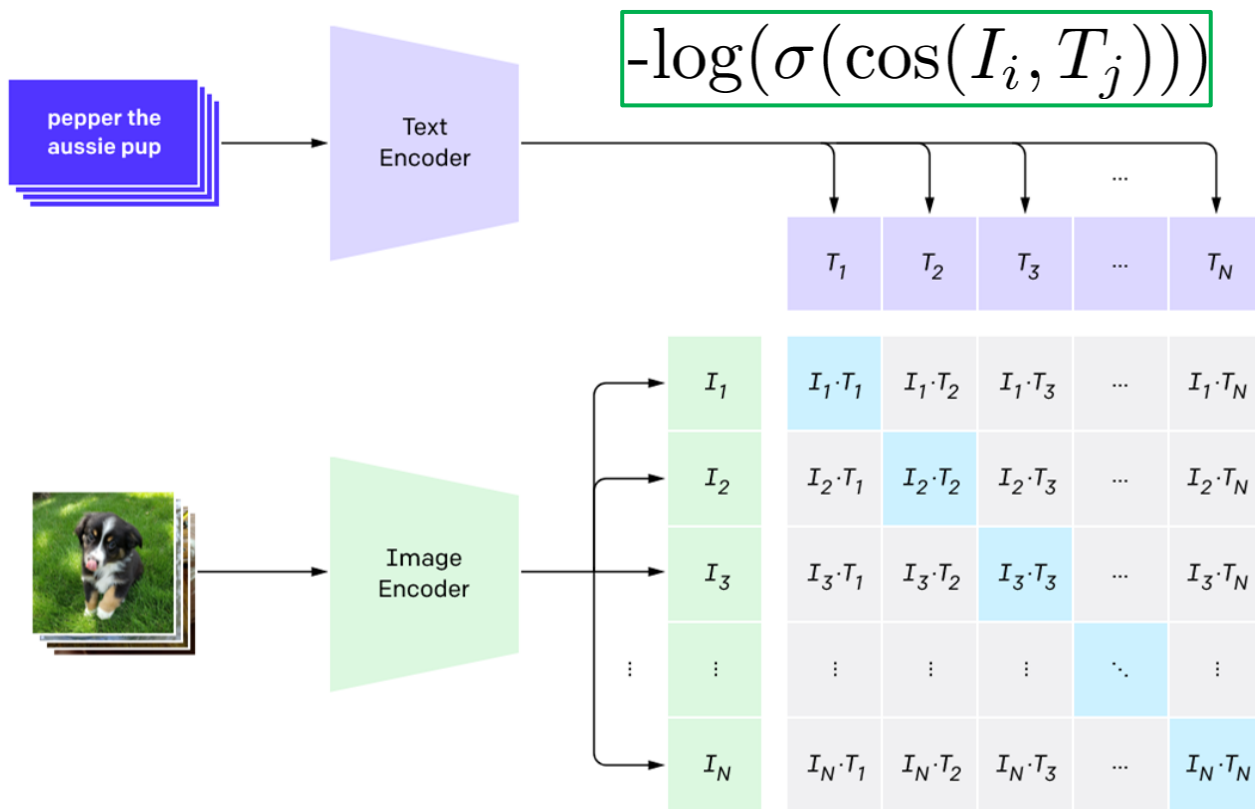 -log(σ(cos(I_i, T_j)))
pepper the
aussie pup
Text
Encoder
...
T_1 T_2 T_3 ... T_N
I_1 I_1·T_1 I_1·T_2 I_1·T_3 ... I_1·T_N
I_2 I_2·T_1 I_2·T_2 I_2·T_3 ... I_2·T_N
Image
Encoder
I_3 I_3·T_1 I_3·T_2 I_3·T_3 ... I_3·T_N
⋮ ⋮ ⋮ ⋮ ⋮ ⋱ ⋮
I_N I_N·T_1 I_N·T_2 I_N·T_3 ... I_N·T_N